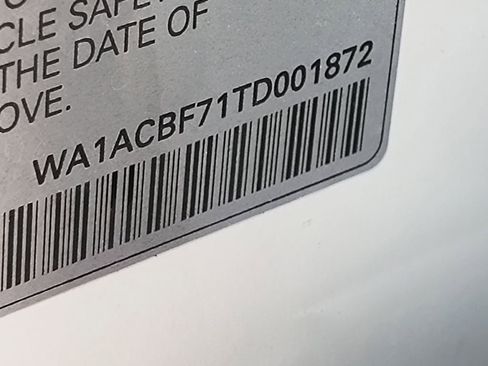 CLE SAFE
THE DATE OF
OVE.
WA1ACBF71TD001872